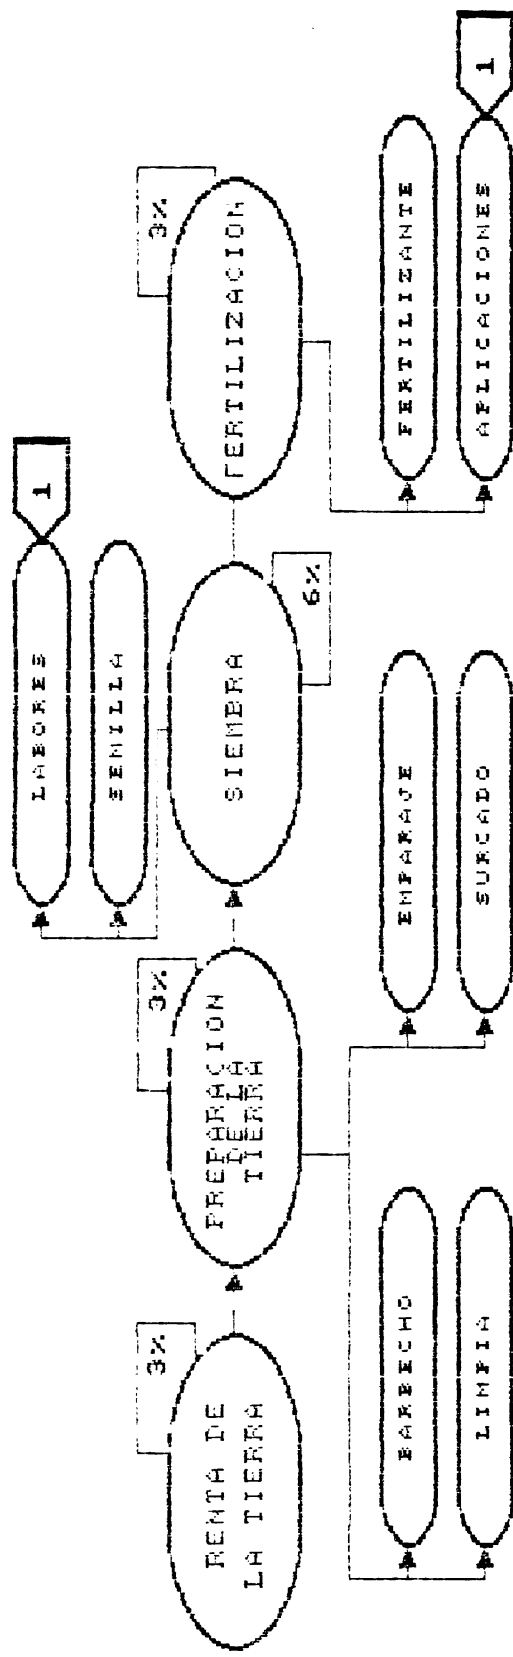 LABORES
1
SEMILLA
3%
3%
3%
RENTA DE
LA TIERRA
PREPARACION
DE LA
TIERRA
SIEMBRA
FERTILIZACION
6%
BARBECHO
EMPARAJE
FERTILIZANTE
LIMPIA
SURCADO
APLICACIONES
1